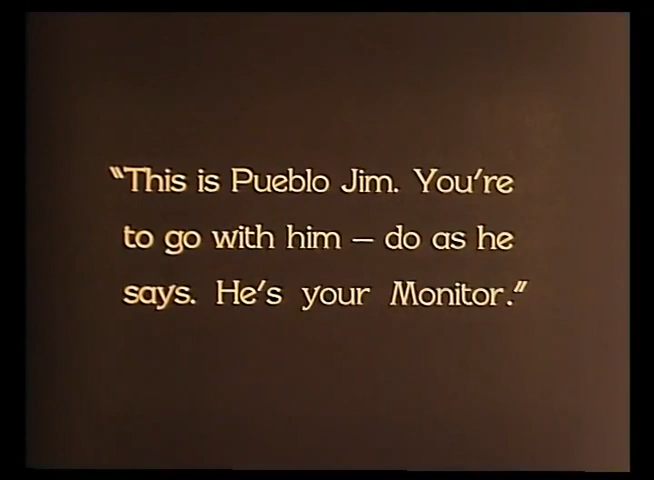 "This is Pueblo Jim. You're
to go with him — do as he
says. He's your Monitor."